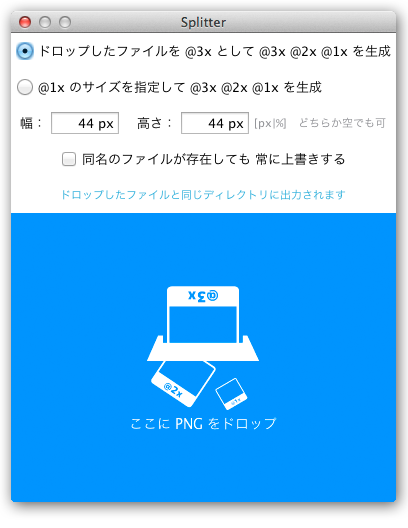 Splitter
ドロップしたファイルを @3x として @3x @2x @1x を生成
@1x のサイズを指定して @3x @2x @1x を生成
幅： 44 px 高さ： 44 px [px|%] どちらか空でも可
同名のファイルが存在しても 常に上書きする
ドロップしたファイルと同じディレクトリに出力されます
@3x
@2x
@1x
ここに PNG をドロップ